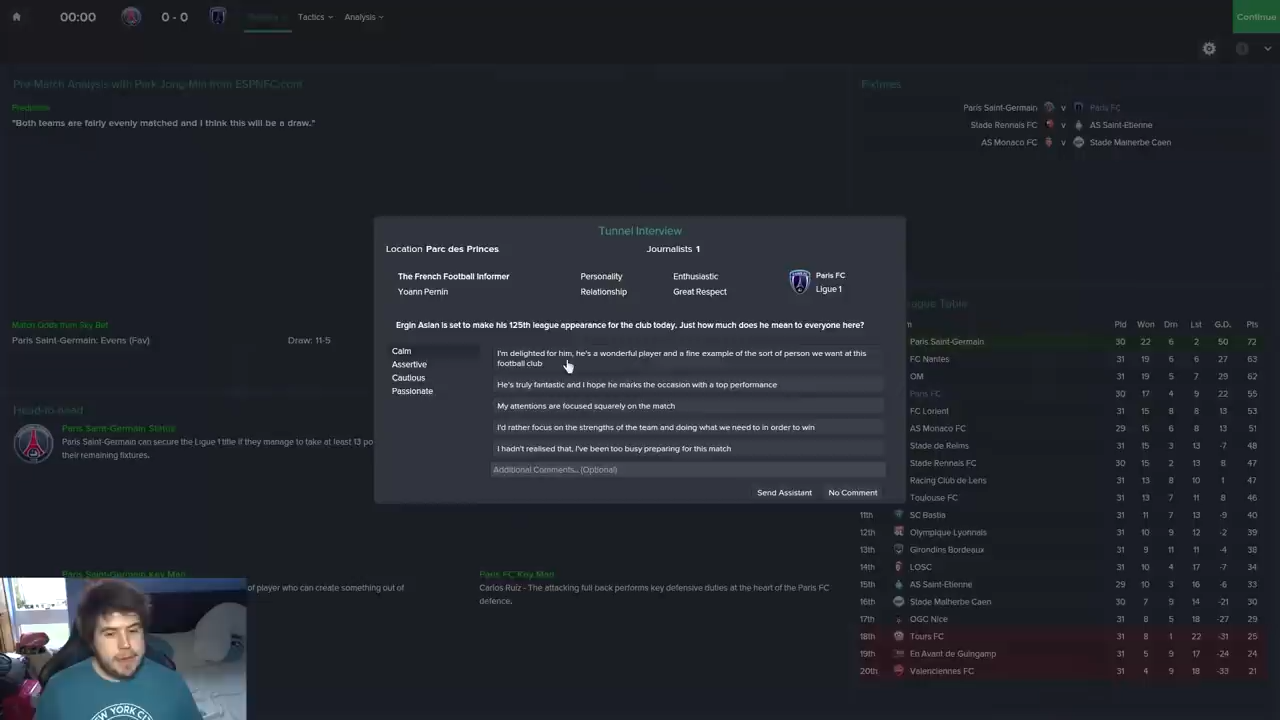 00:00
0 - 0
Tactics
Analysis
Continue
Pre-Match Analysis with Park Jong-Min from ESPNFC.com
Prediction
"Both teams are fairly evenly matched and I think this will be a draw."
Fixtures
Paris Saint-Germain v Paris FC
Stade Rennais FC v AS Saint-Etienne
AS Monaco FC v Stade Malherbe Caen
Tunnel Interview
Location Parc des Princes
Journalists 1
The French Football Informer
Personality
Enthusiastic
Paris FC
Yoann Pernin
Relationship
Great Respect
Ligue 1
Ergin Aslan is set to make his 125th league appearance for the club today. Just how much does he mean to everyone here?
Calm
Assertive
Cautious
Passionate
I'm delighted for him, he's a wonderful player and a fine example of the sort of person we want at this
football club
He's truly fantastic and I hope he marks the occasion with a top performance
My attentions are focused squarely on the match
I'd rather focus on the strengths of the team and doing what we need to in order to win
I hadn't realised that, I've been too busy preparing for this match
Additional Comments... (Optional)
Send Assistant
No Comment
Match Odds from Sky Bet
Paris Saint-Germain: Evens (Fav)
Draw: 11-5
Head-to-head
Paris Saint-Germain Status
Paris Saint-Germain can secure the Ligue 1 title if they manage to take at least 13 po
their remaining fixtures.
Paris Saint-Germain Key Man
of player who can create something out of
Paris FC Key Man
Carlos Ruiz - The attacking full back performs key defensive duties at the heart of the Paris FC
defence.
eague Table
m Pld Won Drn Lst G.D. Pts
Paris Saint-Germain 30 22 6 2 50 72
FC Nantes 31 19 6 6 27 63
OM 31 19 5 7 29 62
Paris FC 30 17 4 9 22 55
FC Lorient 31 15 8 8 13 53
AS Monaco FC 29 15 6 8 13 51
Stade de Reims 31 15 3 13 -7 48
Stade Rennais FC 30 15 2 13 8 47
Racing Club de Lens 31 13 8 10 1 47
Toulouse FC 31 13 7 11 8 46
11th SC Bastia 31 11 7 13 -9 40
12th Olympique Lyonnais 31 10 9 12 -2 39
13th Girondins Bordeaux 31 9 11 11 -4 38
14th LOSC 31 10 4 17 -7 34
15th AS Saint-Etienne 29 10 3 16 -6 33
16th Stade Malherbe Caen 30 7 9 14 -21 30
17th OGC Nice 31 8 5 18 -27 29
18th Tours FC 31 8 1 22 -31 25
19th En Avant de Guingamp 31 5 9 17 -24 24
20th Valenciennes FC 31 4 9 18 -33 21
NEW YORK CITY